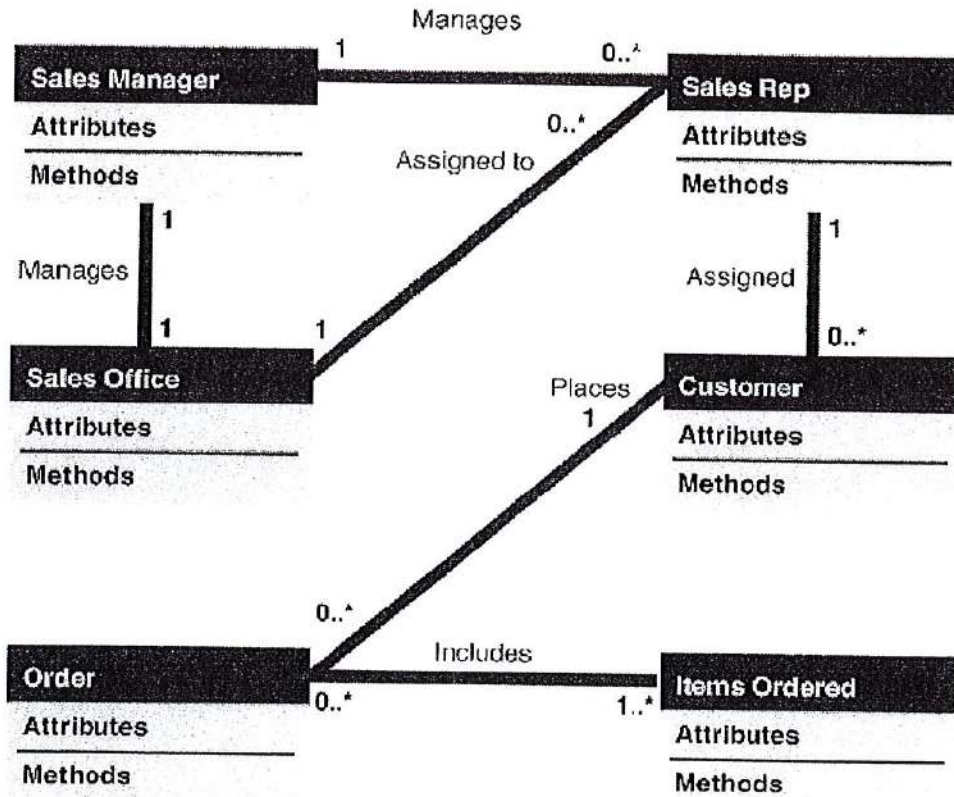 Manages
1
0..*
Sales Manager
Attributes
Methods
Sales Rep
Attributes
Methods
0..*
Assigned to
1
1
Manages
1
Sales Office
Attributes
Methods
1
Assigned
0..*
Customer
Attributes
Methods
Places
1
0..*
Order
Attributes
Methods
Includes
0..*
1..*
Items Ordered
Attributes
Methods